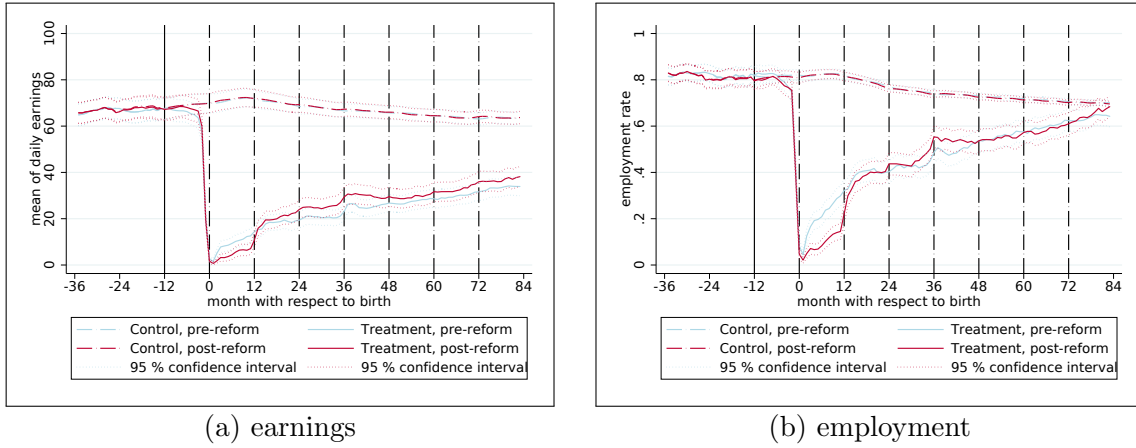 mean of daily earnings
100
80
60
40
20
0
-36 -24 -12 0 12 24 36 48 60 72 84
month with respect to birth
Control, pre-reform Treatment, pre-reform
Control, post-reform Treatment, post-reform
95 % confidence interval 95 % confidence interval
(a) earnings
employment rate
1
.8
.6
.4
.2
0
-36 -24 -12 0 12 24 36 48 60 72 84
month with respect to birth
Control, pre-reform Treatment, pre-reform
Control, post-reform Treatment, post-reform
95 % confidence interval 95 % confidence interval
(b) employment